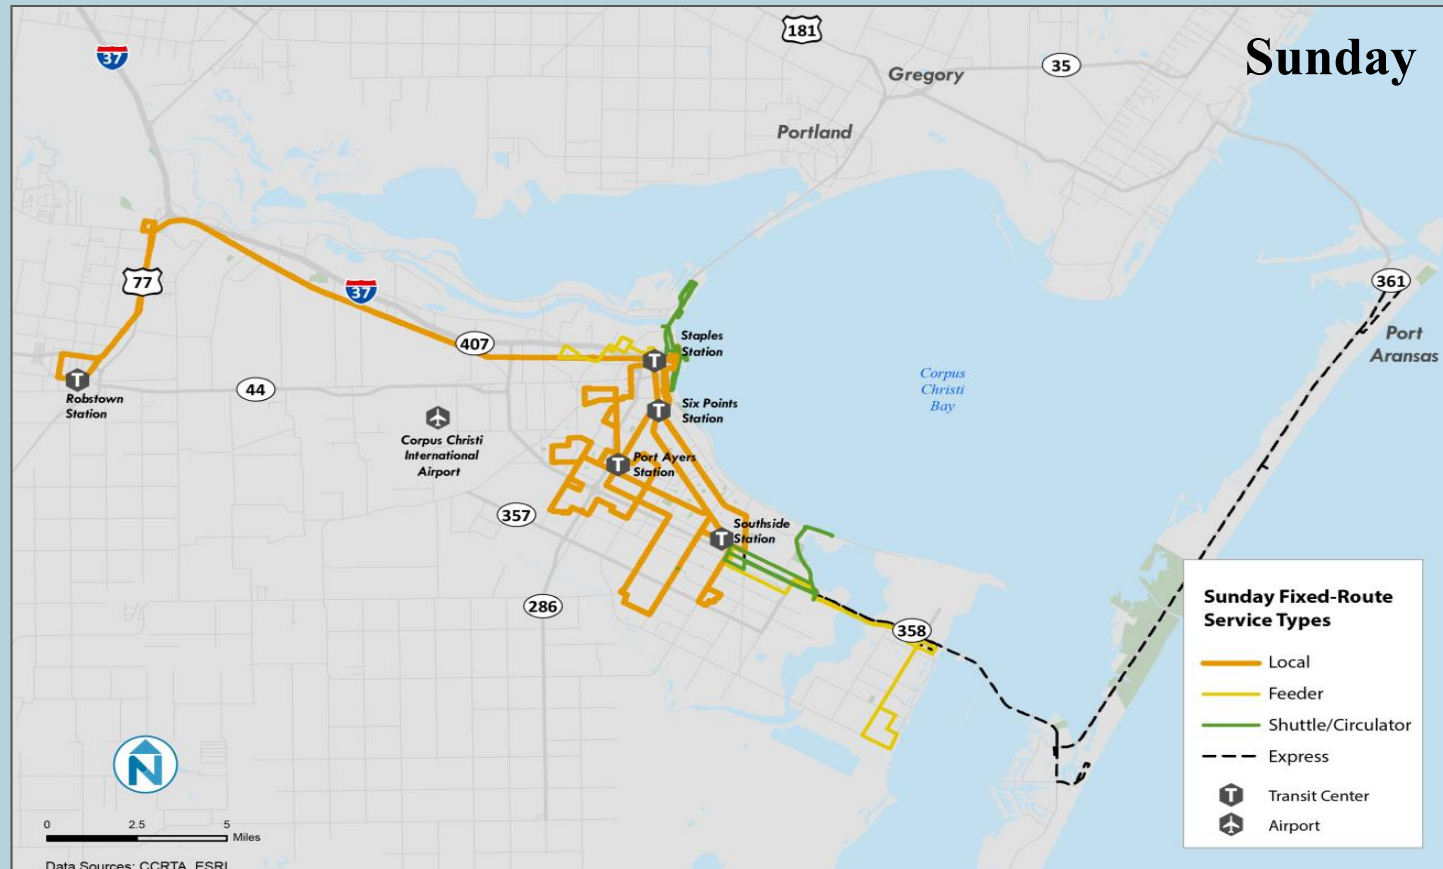 Sunday
181
37
35
Gregory
Portland
77
37
361
Port
Aransas
407
Staples
Station
44
Robstown
Station
Corpus
Christi
Bay
Six Points
Station
Corpus Christi
International
Airport
Port Ayers
Station
357
Southside
Station
286
358
Sunday Fixed-Route
Service Types
Local
Feeder
Shuttle/Circulator
Express
T Transit Center
Airport
N
0 2.5 5
Miles
Data Sources: CCRTA, ESRI